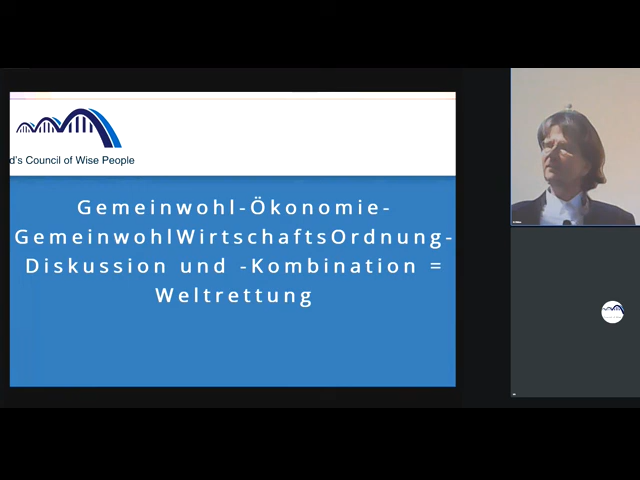 d's Council of Wise People
Gemeinwohl-Ökonomie-
GemeinwohlWirtschaftsOrdnung-
Diskussion und -Kombination =
Weltrettung